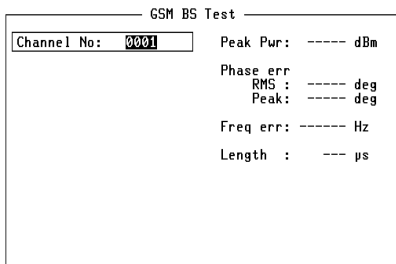 GSM BS Test
Channel No: 0001
Peak Pwr: ----- dBm
Phase err
RMS : ----- deg
Peak: ----- deg
Freq err: ------ Hz
Length : --- µs